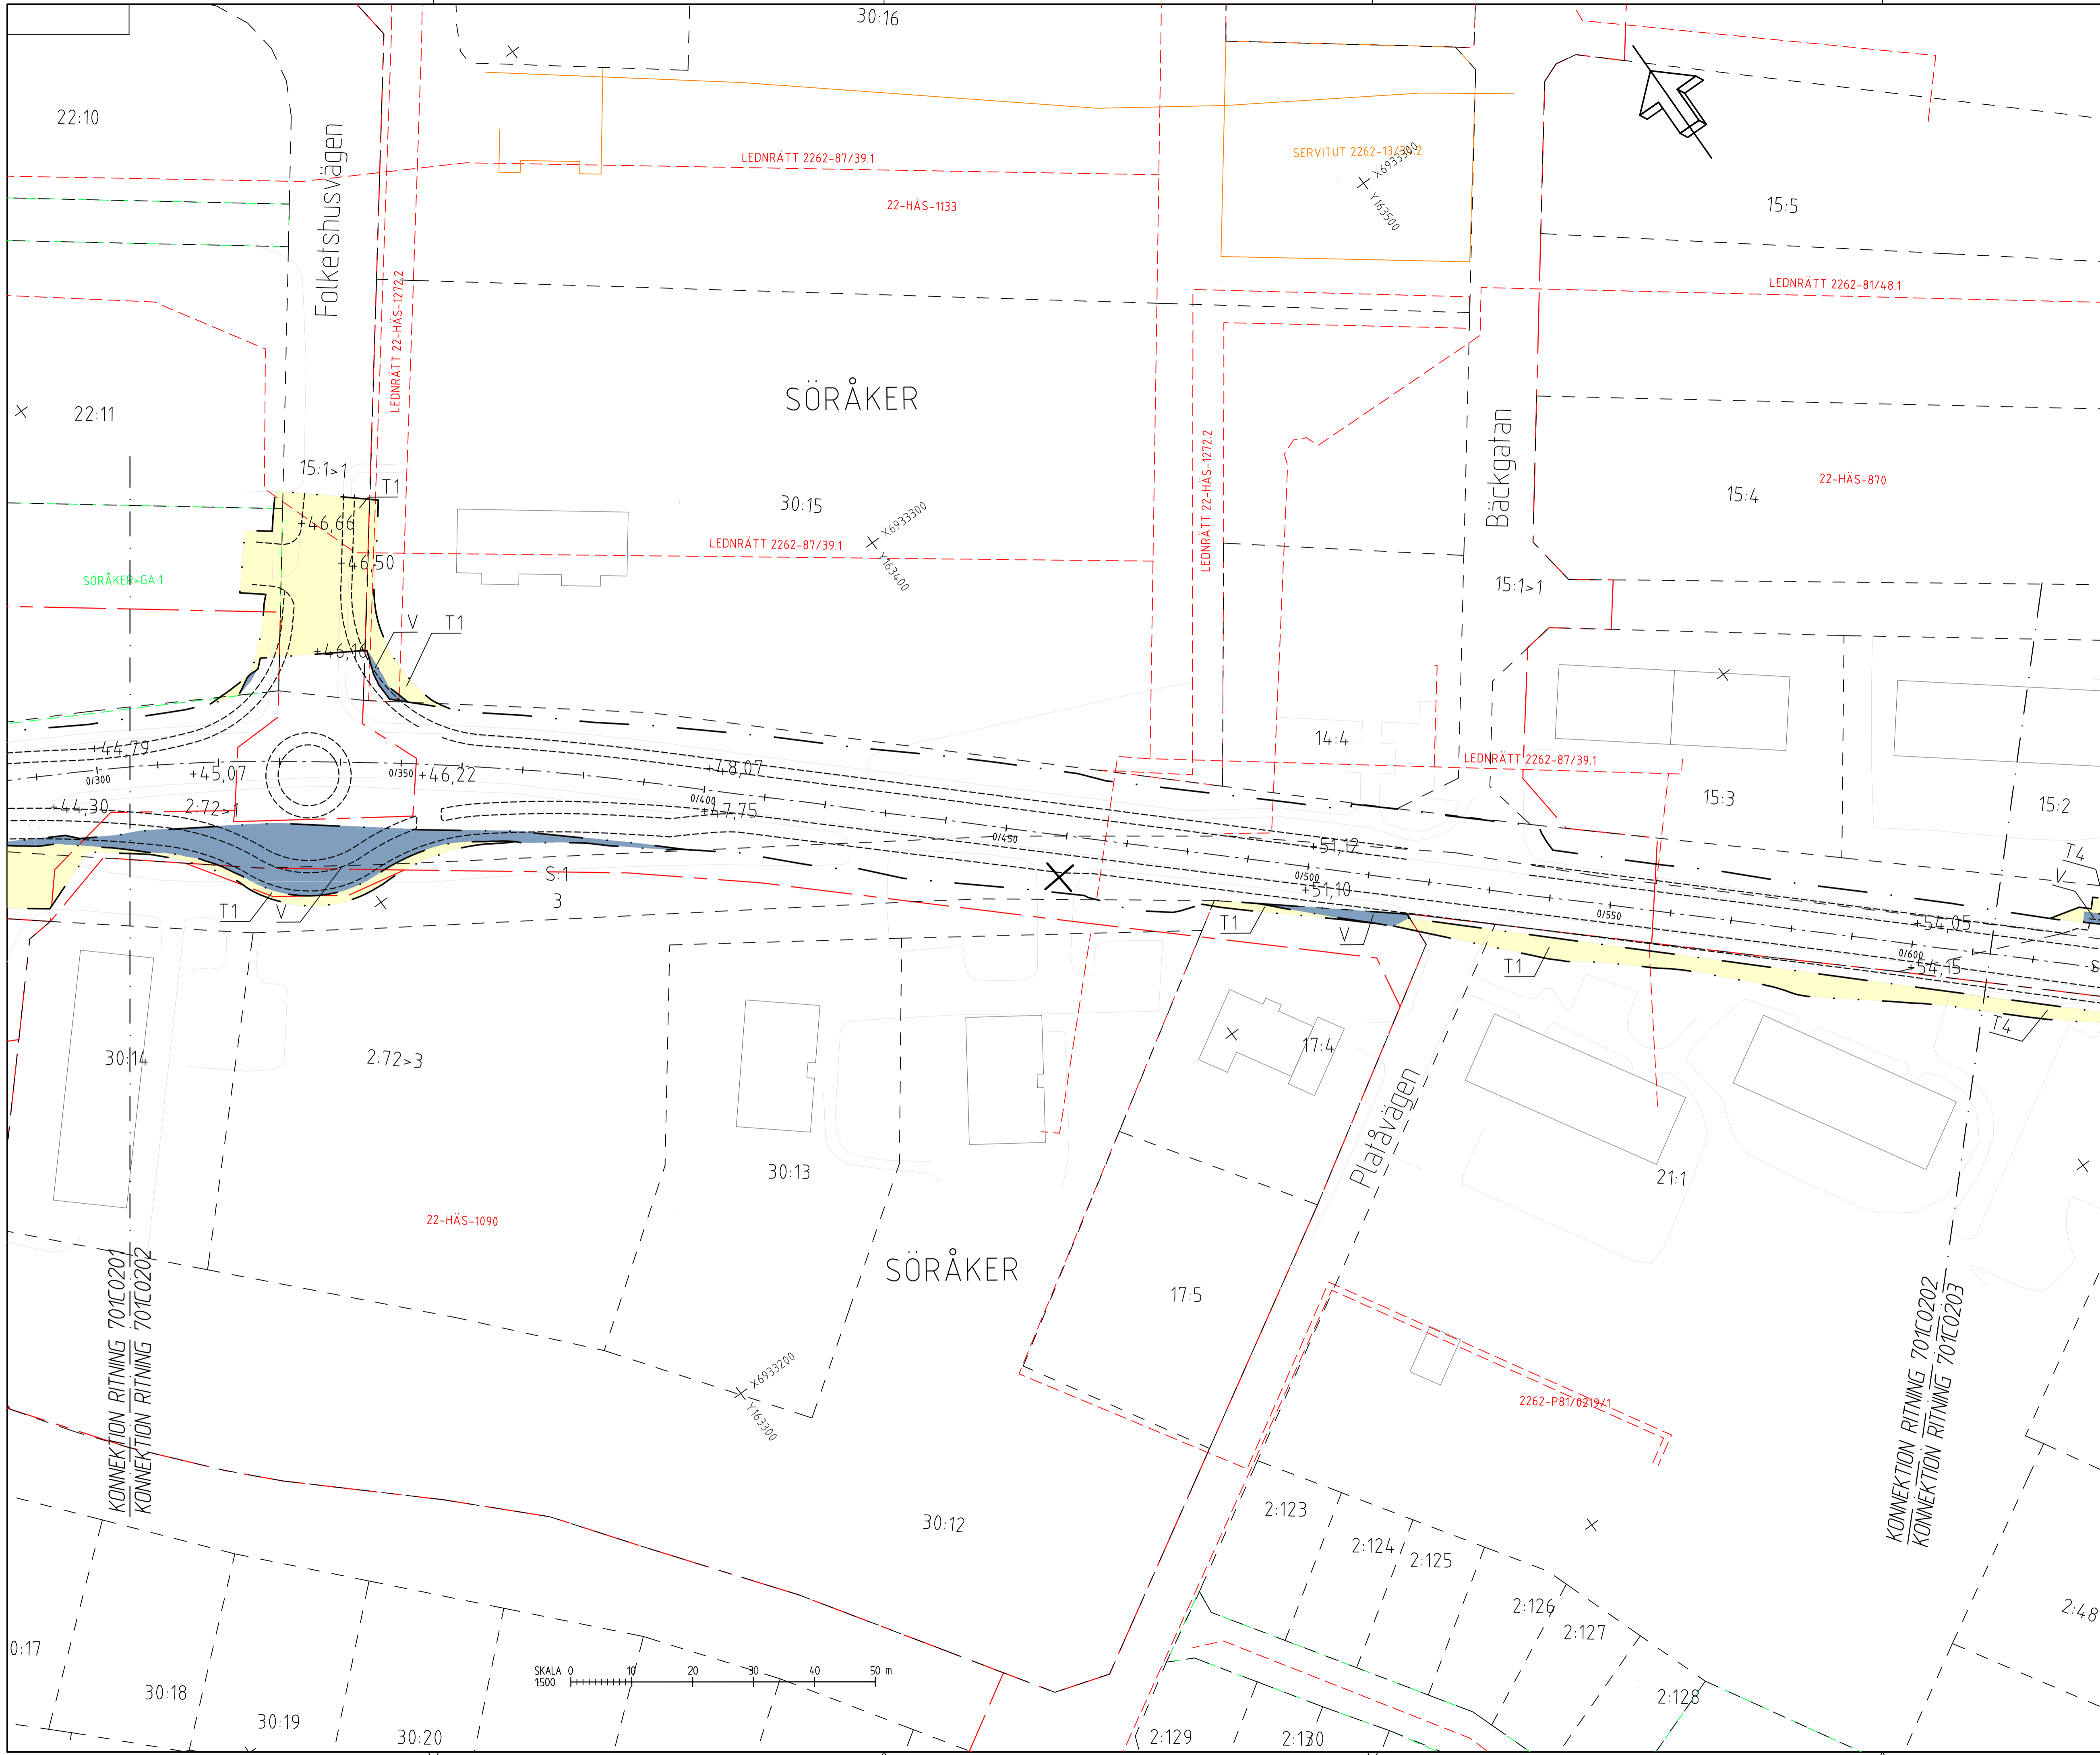 30:16
22:10
Folketshusvägen
LEDNRÄTT 2262-87/39.1
SERVITUT 2262-13/30.2
X6933300
Y163500
22-HÄS-1133
15:5
LEDNRÄTT 22-HÄS-1272.2
LEDNRÄTT 2262-81/48.1
22:11
SÖRÅKER
15:1>1
T1
+46,66
30:15
X6933300
Y163400
LEDNRÄTT 2262-87/39.1
LEDNRÄTT 22-HÄS-1272.2
Bäckgatan
15:4
22-HÄS-870
+46,50
SÖRÅKER>GA:1
15:1>1
V
T1
+46,16
14:4
LEDNRÄTT 2262-87/39.1
15:3
15:2
+44,79
0/300
+45,07
0/350
+46,22
+48,07
0/400
+47,75
+44,30
2:72>1
0/450
+51,12
T4
V
S:1
3
0/500
+51,10
T1
V
T1
V
0/550
+54,05
0/600
+54,15
S
T1
T4
30:14
2:72>3
17:4
Platåvägen
30:13
21:1
22-HÄS-1090
SÖRÅKER
17:5
KONNEKTION RITNING 701C0201
KONNEKTION RITNING 701C0202
KONNEKTION RITNING 701C0202
KONNEKTION RITNING 701C0203
X6933200
Y163300
2262-P81/0219/1
30:12
2:123
2:124
2:125
2:126
2:127
2:48
0:17
SKALA 0 10 20 30 40 50 m
1:500
30:18
2:128
30:19
30:20
2:129
2:130